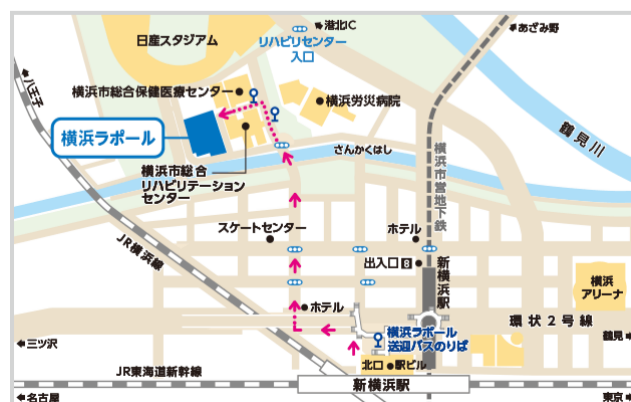 港北IC
あざみ野
日産スタジアム
リハビリセンター
入口
八王子
横浜市総合保健医療センター
横浜労災病院
横浜ラポール
鶴見川
さんかくはし
横浜市営地下鉄
横浜市総合
リハビリテーション
センター
スケートセンター
ホテル
JR横浜線
出入口8
新横浜駅
横浜
アリーナ
ホテル
横浜ラポール
送迎バスのりば
環状2号線
三ツ沢
鶴見
北口
駅ビル
JR東海道新幹線
新横浜駅
名古屋
東京